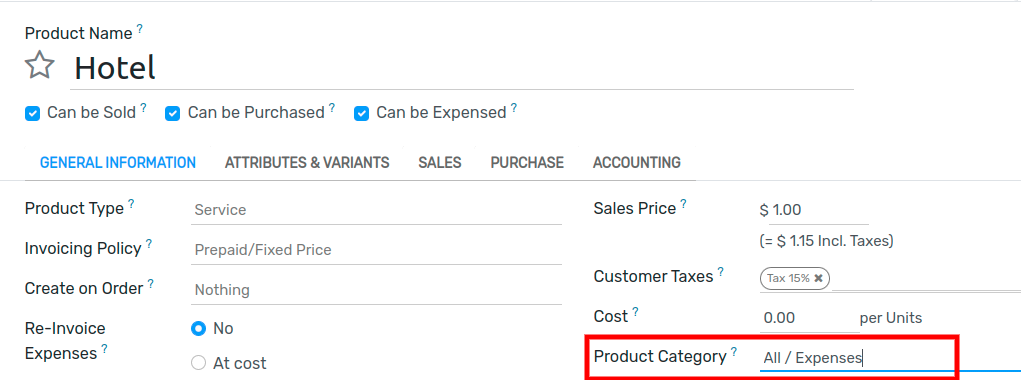 Product Name ?
Hotel
Can be Sold ? Can be Purchased ? Can be Expensed ?
GENERAL INFORMATION ATTRIBUTES & VARIANTS SALES PURCHASE ACCOUNTING
Product Type ? Service
Invoicing Policy ? Prepaid/Fixed Price
Create on Order ? Nothing
Re-Invoice
Expenses ?
No
At cost
Sales Price ? $ 1.00
(= $ 1.15 Incl. Taxes)
Customer Taxes ? Tax 15% ✖
Cost ? 0.00 per Units
Product Category ? All / Expenses